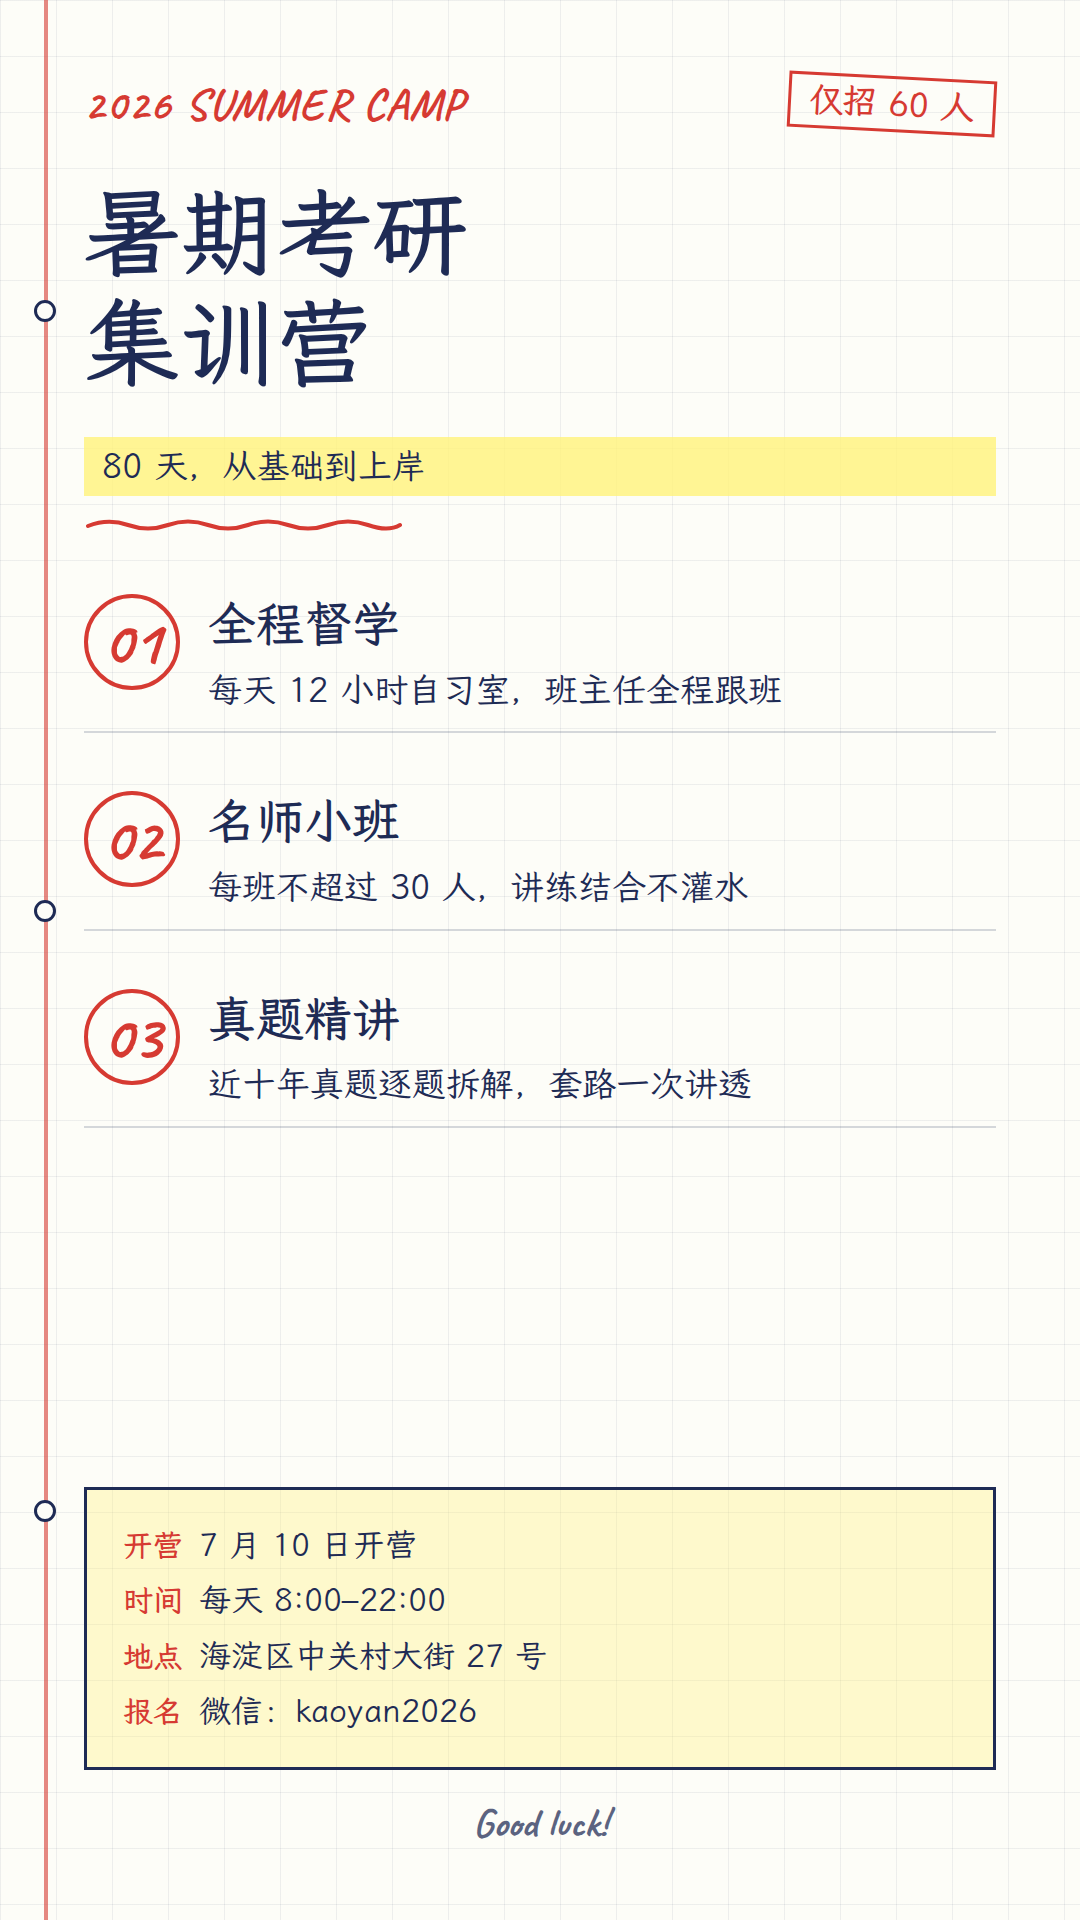 2026 SUMMER CAMP
仅招 60 人
暑期考研
集训营
80 天，从基础到上岸
01
全程督学
每天 12 小时自习室，班主任全程跟班
02
名师小班
每班不超过 30 人，讲练结合不灌水
03
真题精讲
近十年真题逐题拆解，套路一次讲透
开营 7 月 10 日开营
时间 每天 8:00–22:00
地点 海淀区中关村大街 27 号
报名 微信：kaoyan2026
Good luck!